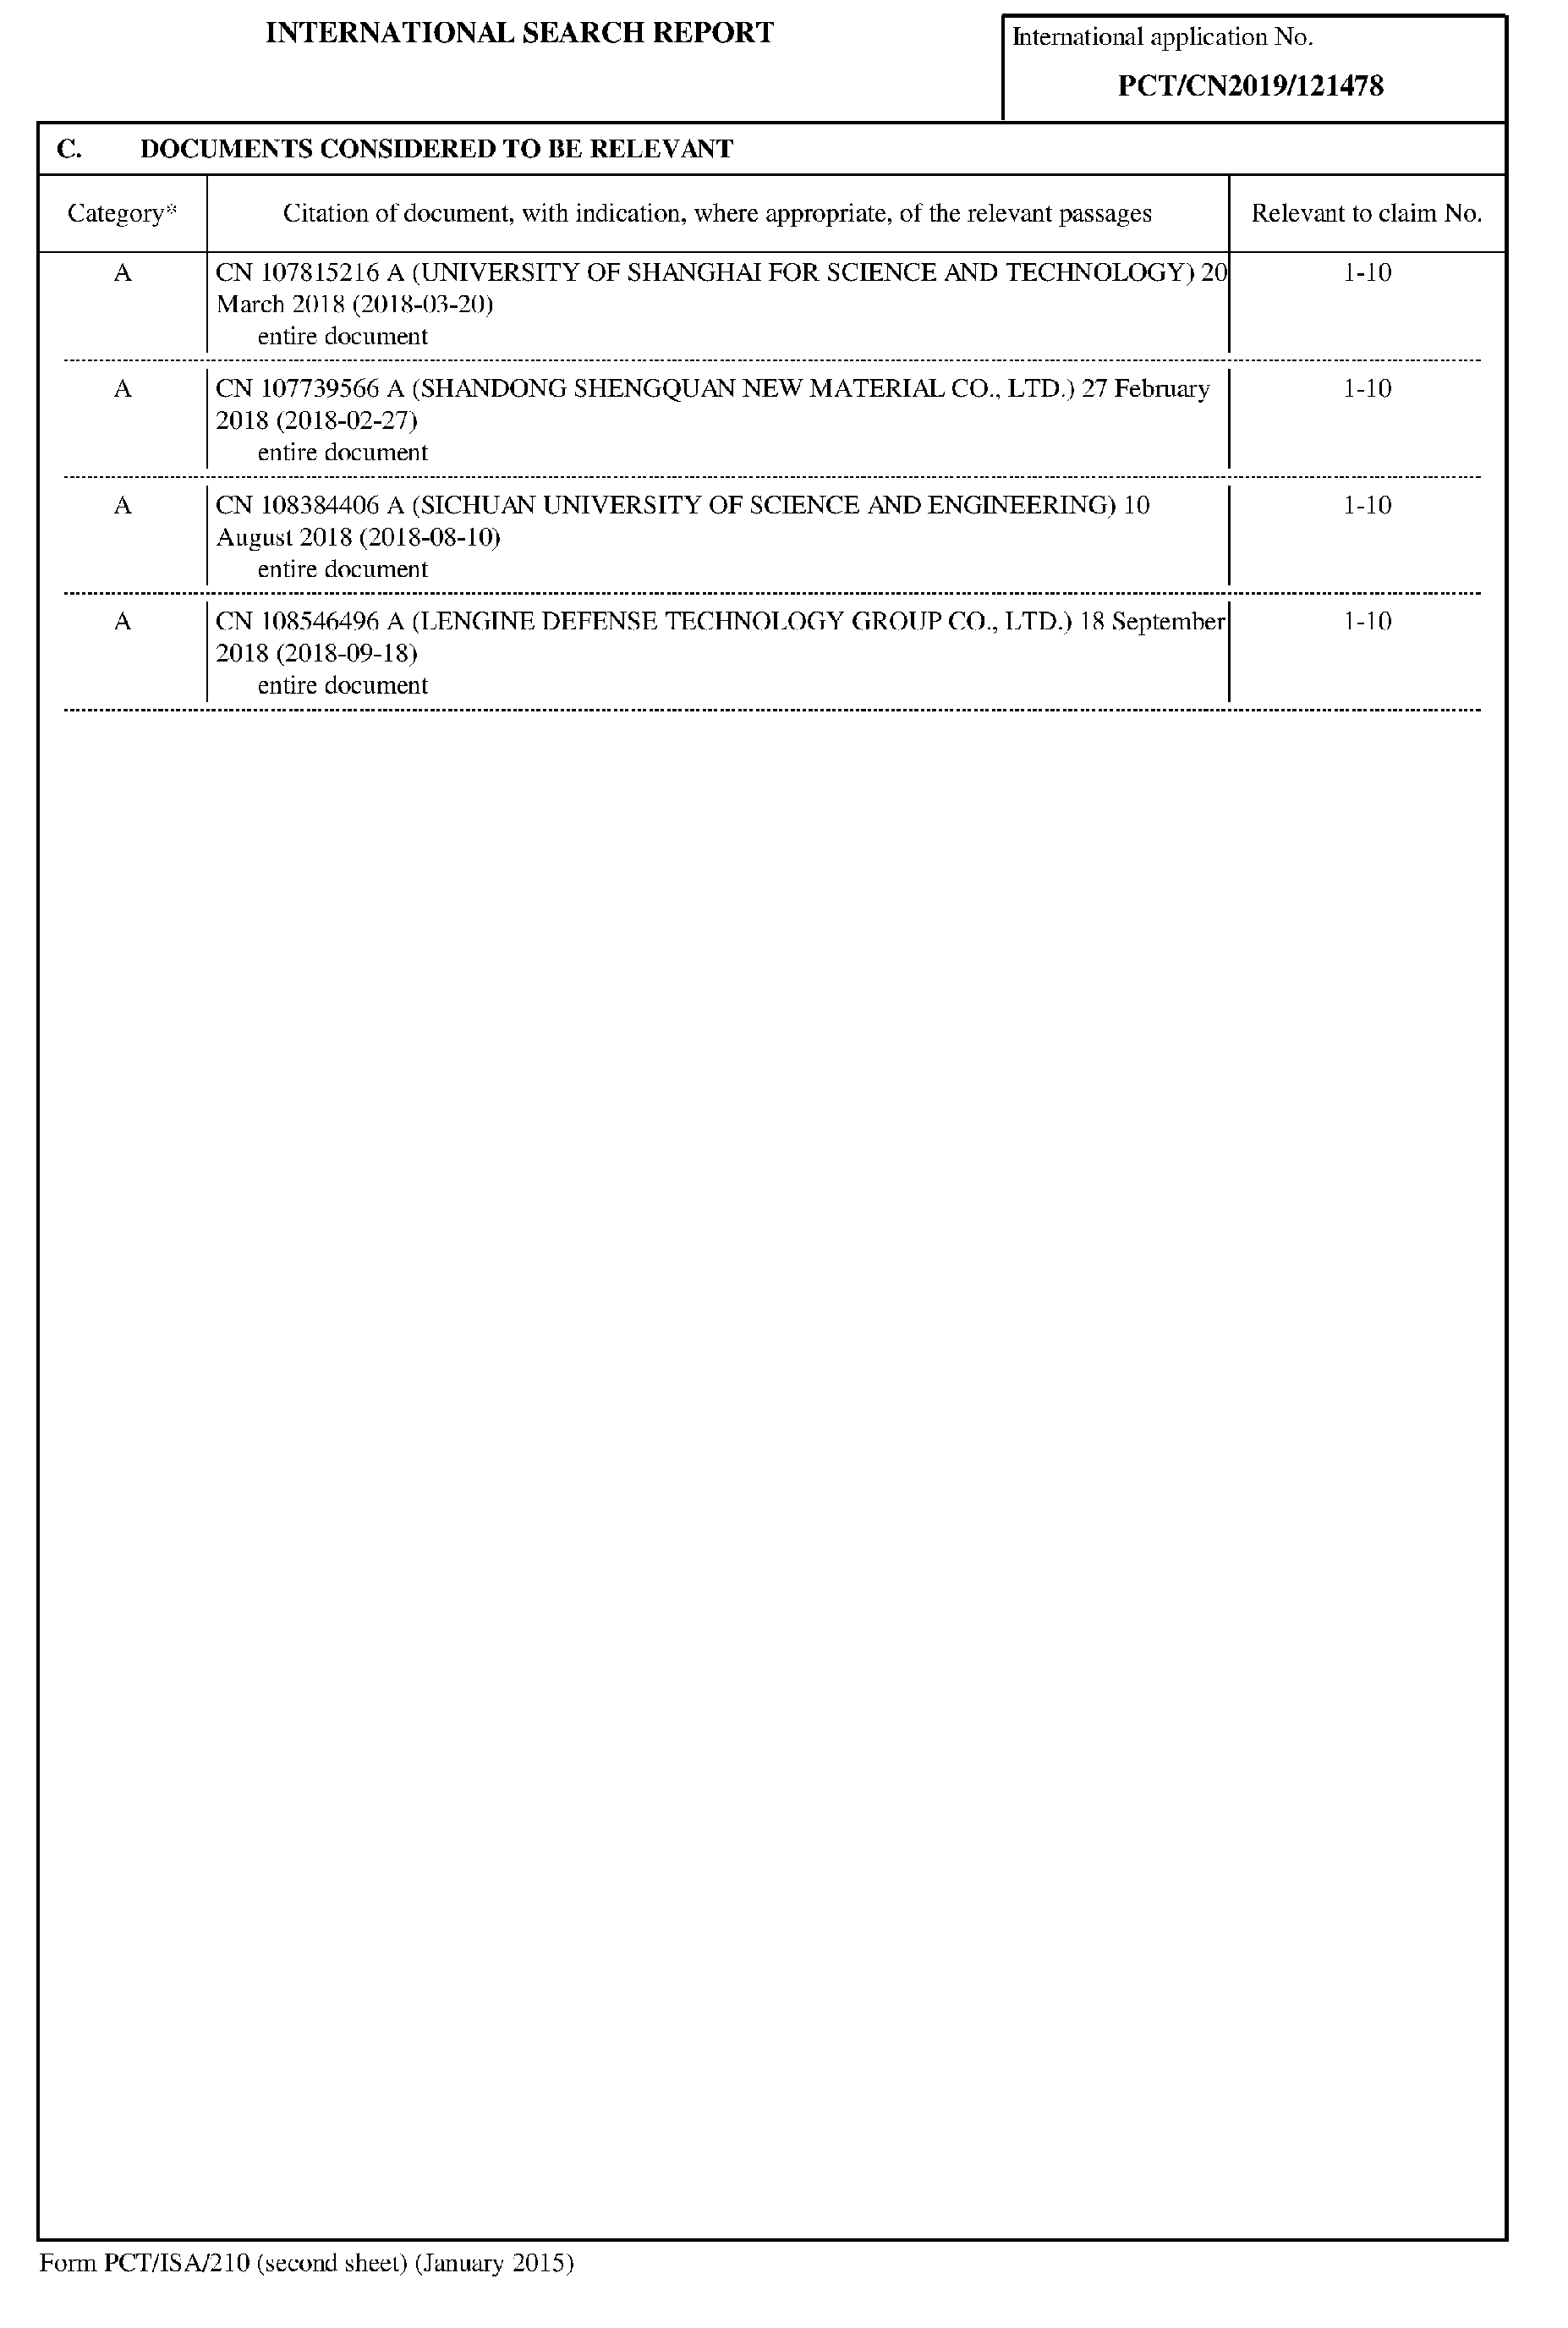 INTERNATIONAL SEARCH REPORT
International application No.
PCT/CN2019/121478
C. DOCUMENTS CONSIDERED TO BE RELEVANT
Category* Citation of document, with indication, where appropriate, of the relevant passages Relevant to claim No.
A CN 107815216 A (UNIVERSITY OF SHANGHAI FOR SCIENCE AND TECHNOLOGY) 20 1-10
March 2018 (2018-03-20)
entire document
A CN 107739566 A (SHANDONG SHENGQUAN NEW MATERIAL CO., LTD.) 27 February 1-10
2018 (2018-02-27)
entire document
A CN 108384406 A (SICHUAN UNIVERSITY OF SCIENCE AND ENGINEERING) 10 1-10
August 2018 (2018-08-10)
entire document
A CN 108546496 A (LENGINE DEFENSE TECHNOLOGY GROUP CO., LTD.) 18 September 1-10
2018 (2018-09-18)
entire document
Form PCT/ISA/210 (second sheet) (January 2015)